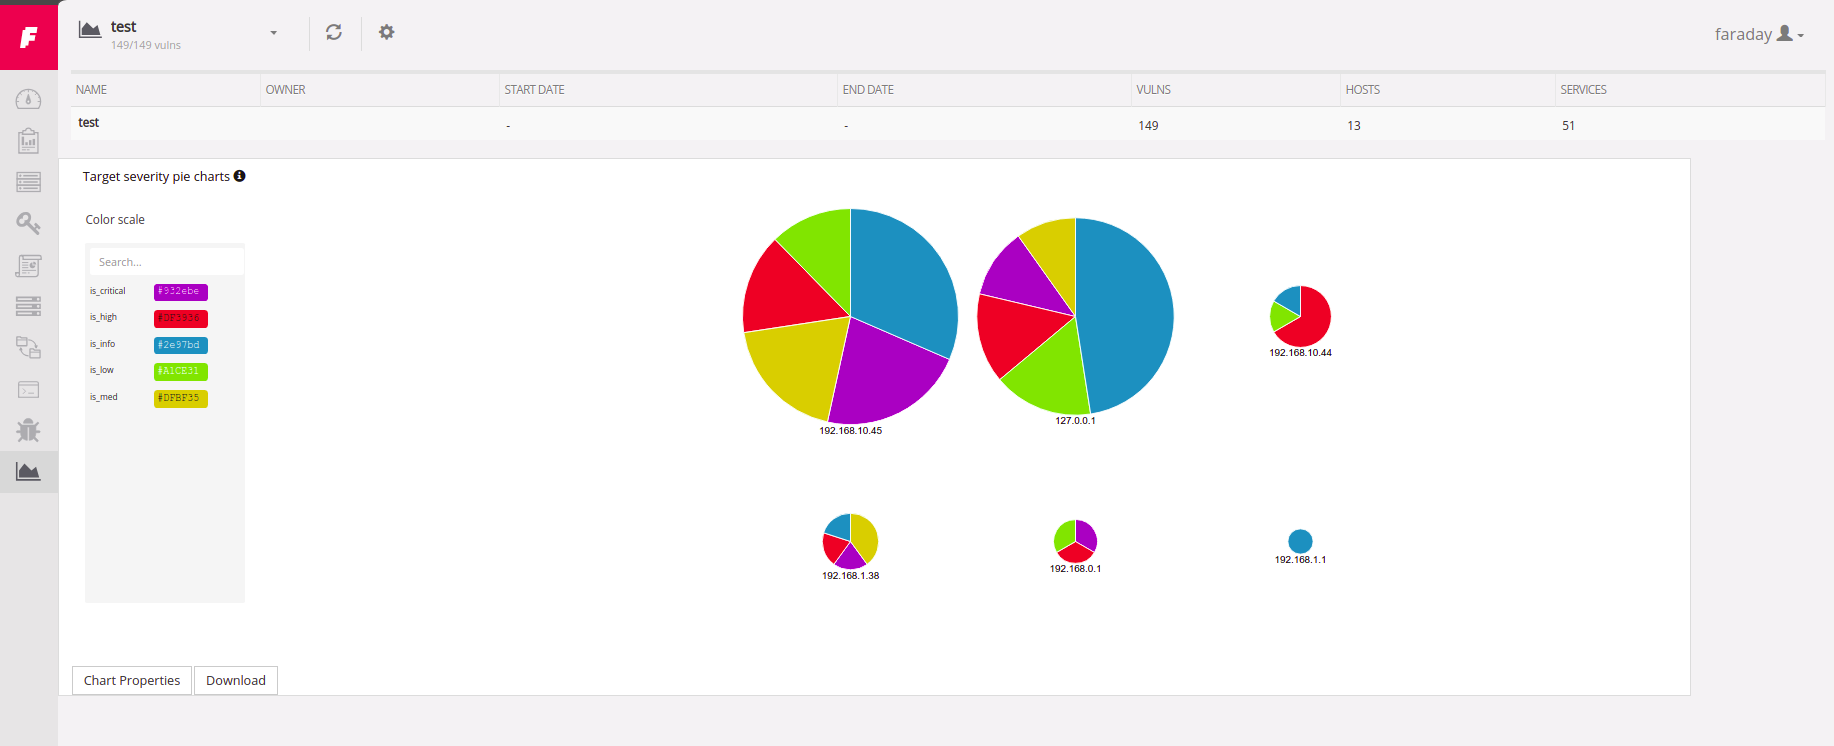 F
test
149/149 vulns
faraday
NAME OWNER START DATE END DATE VULNS HOSTS SERVICES
test - - 149 13 51
Target severity pie charts
Color scale
Search...
is_critical #932ebe
is_high #DF3936
is_info #2e97bd
is_low #A1CE31
is_med #DFBF35
192.168.10.45
127.0.0.1
192.168.10.44
192.168.1.38
192.168.0.1
192.168.1.1
Chart Properties Download